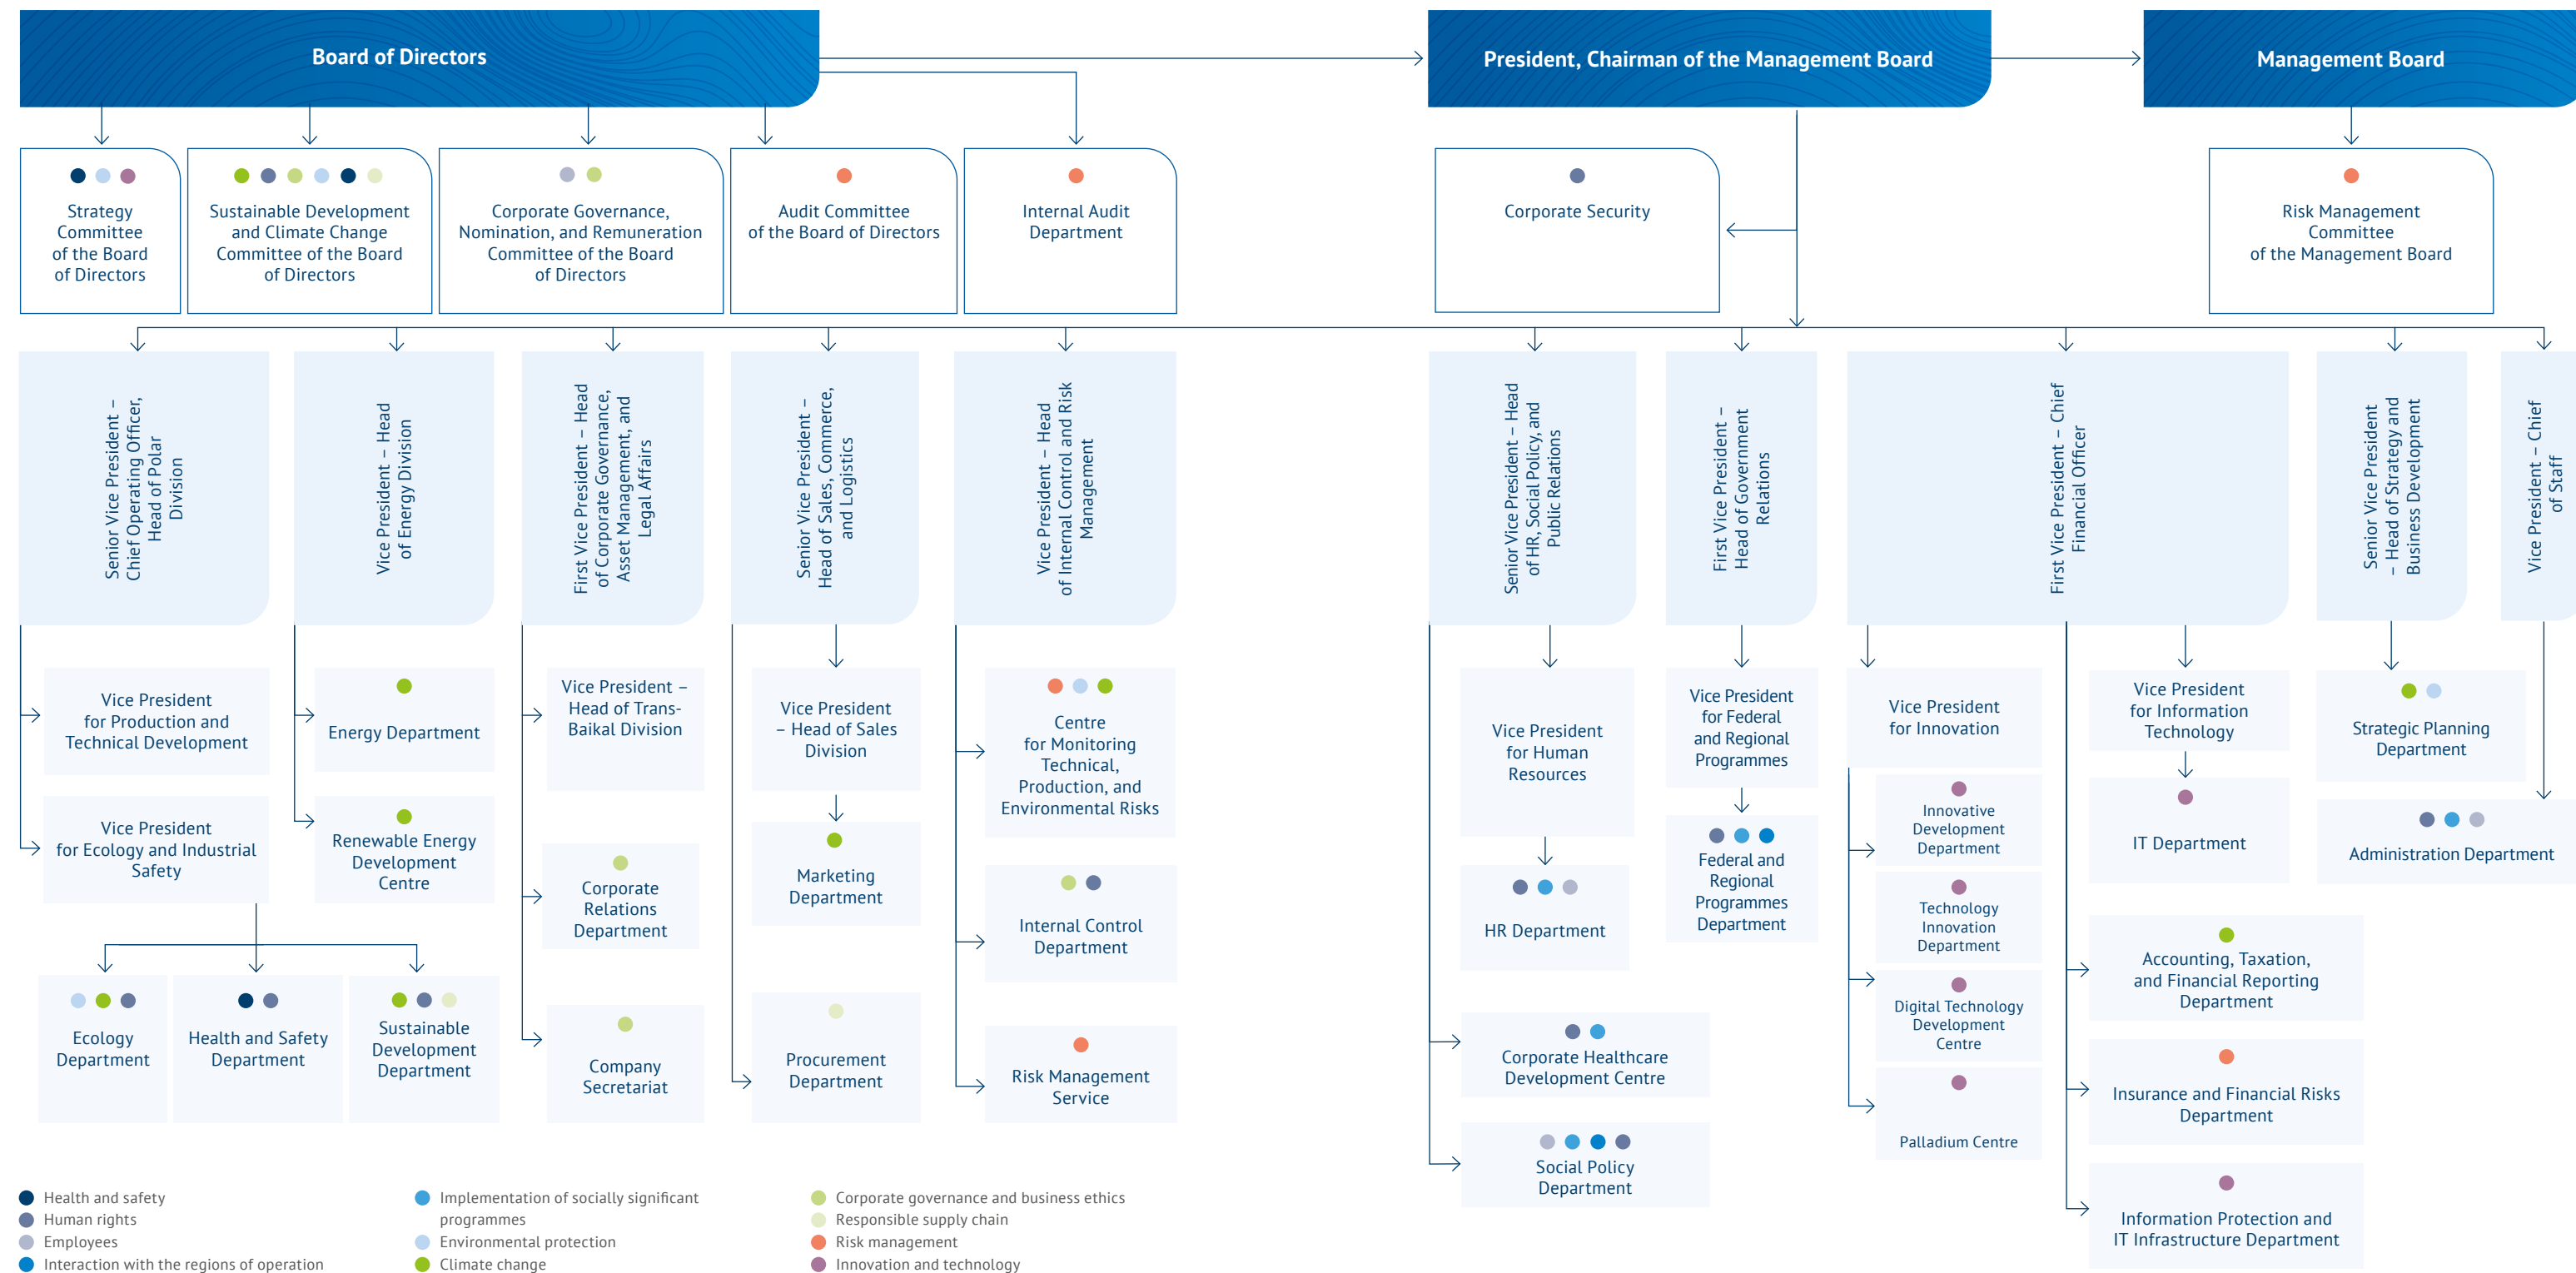 Board of Directors
President, Chairman of the Management Board
Management Board
Strategy
Committee
of the Board
of Directors
Sustainable Development
and Climate Change
Committee of the Board
of Directors
Corporate Governance,
Nomination, and Remuneration
Committee of the Board
of Directors
Audit Committee
of the Board of Directors
Internal Audit
Department
Corporate Security
Risk Management
Committee
of the Management Board
Senior Vice President –
Chief Operating Officer,
Head of Polar
Division
Vice President – Head
of Energy Division
First Vice President – Head
of Corporate Governance,
Asset Management, and
Legal Affairs
Senior Vice President –
Head of Sales, Commerce,
and Logistics
Vice President – Head
of Internal Control and Risk
Management
Senior Vice President – Head
of HR, Social Policy, and
Public Relations
First Vice President –
Head of Government
Relations
First Vice President – Chief
Financial Officer
Senior Vice President
– Head of Strategy and
Business Development
Vice President – Chief
of Staff
Vice President
for Production and
Technical Development
Vice President
for Ecology and Industrial
Safety
Ecology
Department
Health and Safety
Department
Sustainable
Development
Department
Energy Department
Renewable Energy
Development
Centre
Vice President –
Head of Trans-
Baikal Division
Corporate
Relations
Department
Company
Secretariat
Vice President
– Head of Sales
Division
Marketing
Department
Procurement
Department
Centre
for Monitoring
Technical,
Production, and
Environmental Risks
Internal Control
Department
Risk Management
Service
Vice President
for Human
Resources
HR Department
Corporate Healthcare
Development Centre
Social Policy
Department
Vice President
for Federal
and Regional
Programmes
Federal and
Regional
Programmes
Department
Vice President
for Innovation
Innovative
Development
Department
Technology
Innovation
Department
Digital Technology
Development
Centre
Palladium Centre
Vice President
for Information
Technology
IT Department
Accounting, Taxation,
and Financial Reporting
Department
Insurance and Financial Risks
Department
Information Protection and
IT Infrastructure Department
Strategic Planning
Department
Administration Department
Health and safety
Human rights
Employees
Interaction with the regions of operation
Implementation of socially significant
programmes
Environmental protection
Climate change
Corporate governance and business ethics
Responsible supply chain
Risk management
Innovation and technology